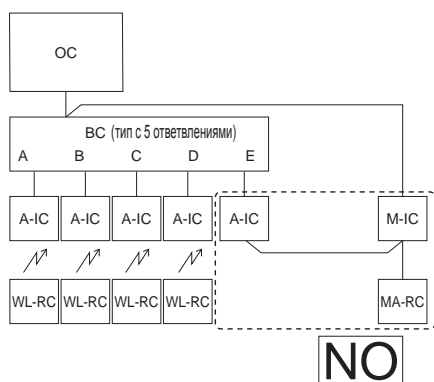 OC
BC (тип с 5 ответвлениями)
A B C D E
A-IC A-IC A-IC A-IC A-IC M-IC
WL-RC WL-RC WL-RC WL-RC MA-RC
NO